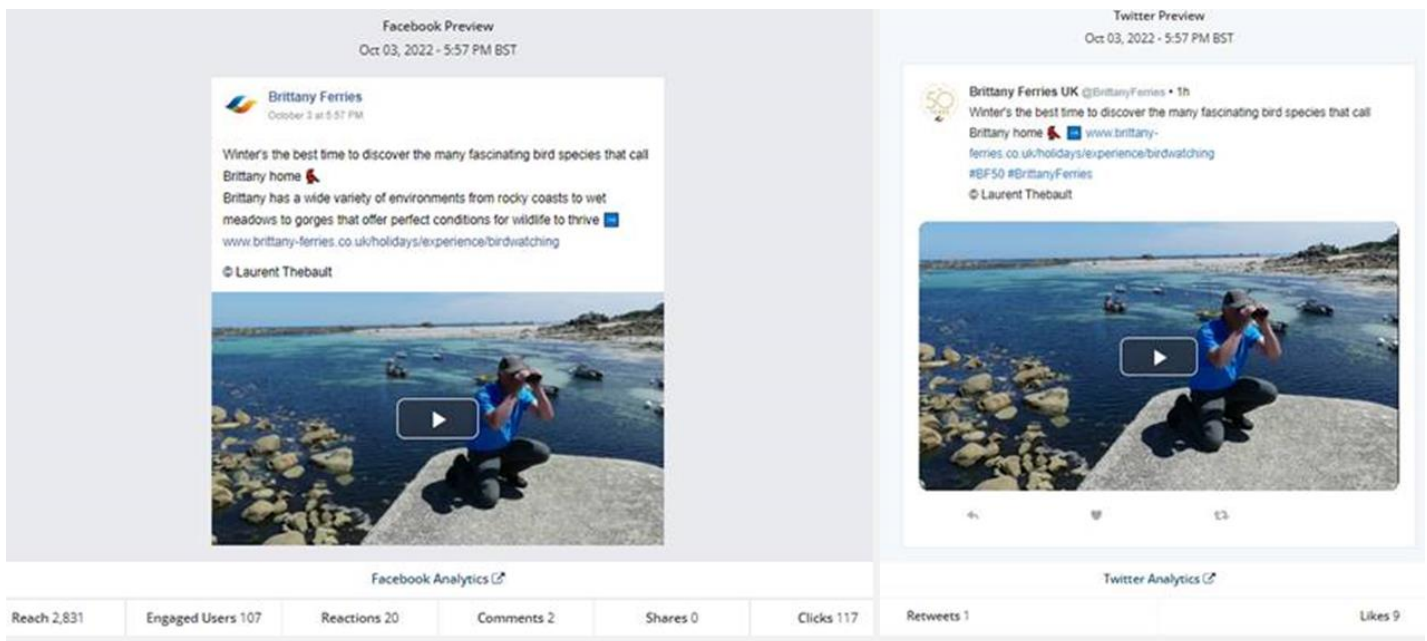 Facebook Preview
Oct 03, 2022 - 5:57 PM BST
Brittany Ferries
October 3 at 5:57 PM
Winter's the best time to discover the many fascinating bird species that call
Brittany home
Brittany has a wide variety of environments from rocky coasts to wet
meadows to gorges that offer perfect conditions for wildlife to thrive
www.brittany-ferries.co.uk/holidays/experience/birdwatching
© Laurent Thebault
Facebook Analytics
Reach 2,831 Engaged Users 107 Reactions 20 Comments 2 Shares 0 Clicks 117
Twitter Preview
Oct 03, 2022 - 5:57 PM BST
50
Brittany Ferries UK @BrittanyFerries • 1h
Winter's the best time to discover the many fascinating bird species that call
Brittany home www.brittany-
ferries.co.uk/holidays/experience/birdwatching
#BF50 #BrittanyFerries
© Laurent Thebault
Twitter Analytics
Retweets 1 Likes 9